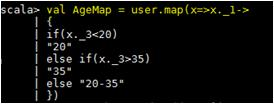 scala> val AgeMap = user.map(x=>x._1->
| {
| if(x._3<20)
| "20"
| else if(x._3>35)
| "35"
| else "20-35"
| })